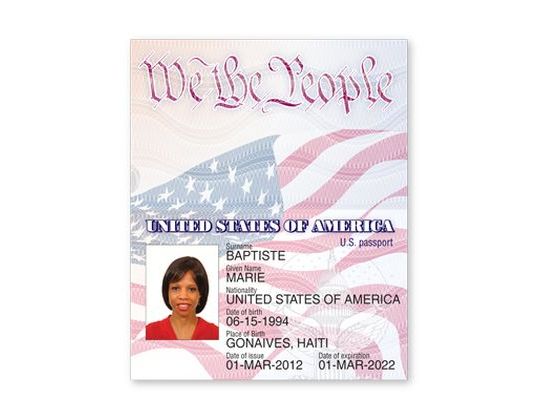 We the People
UNITED STATES OF AMERICA
U.S. passport
Surname
BAPTISTE
Given Name
MARIE
Nationality
UNITED STATES OF AMERICA
Date of birth
06-15-1994
Place of Birth
GONAIVES, HAITI
Date of issue Date of expiration
01-MAR-2012 01-MAR-2022